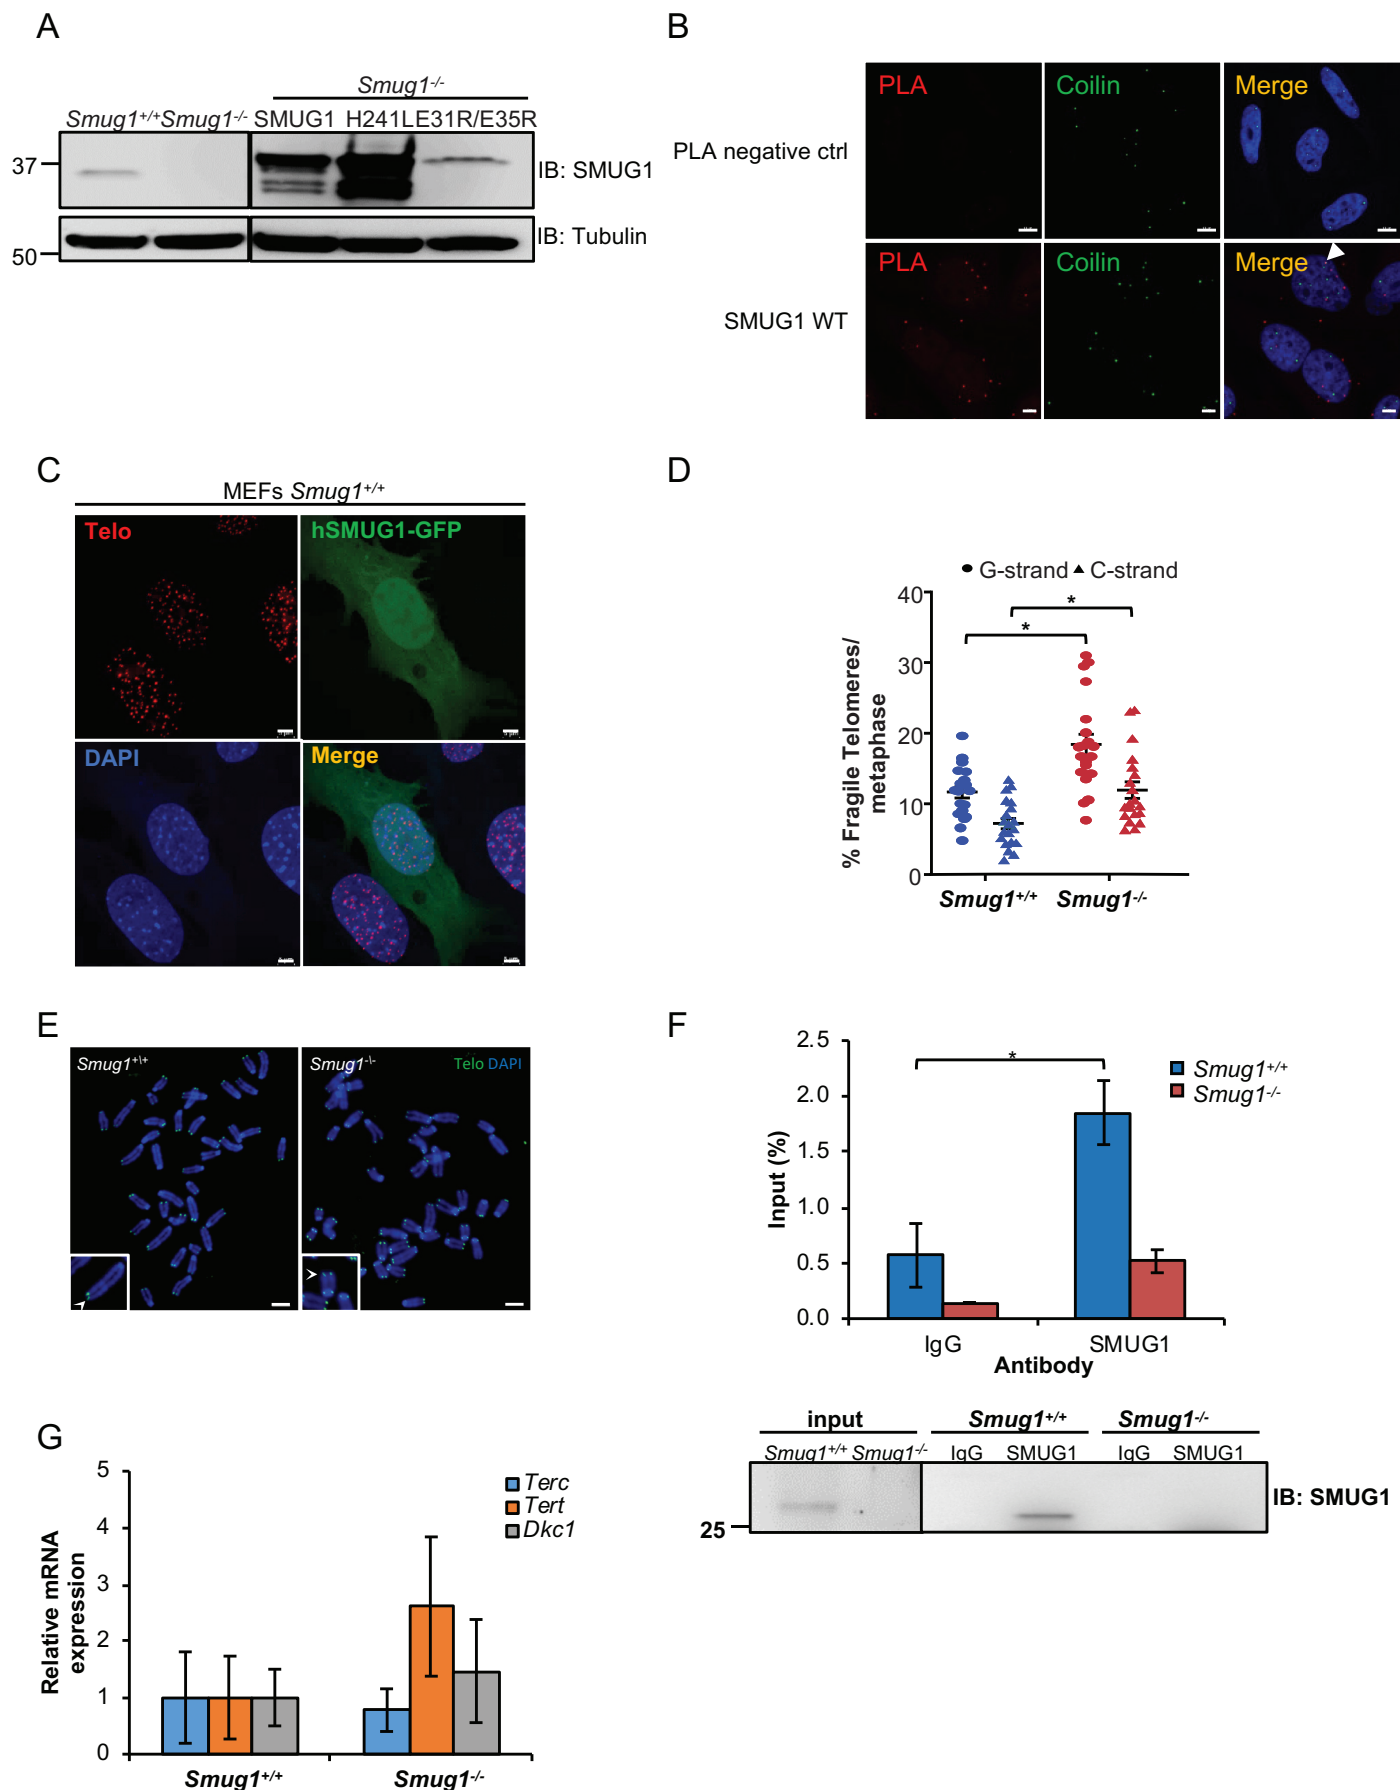 A
Smug1-/-
Smug1+/+ Smug1-/- SMUG1 H241L E31R/E35R
37
IB: SMUG1
50
IB: Tubulin
B
PLA Coilin Merge
PLA negative ctrl
PLA Coilin Merge
SMUG1 WT
C
MEFs Smug1+/+
Telo hSMUG1-GFP
DAPI Merge
D
G-strand C-strand
40
30
20
10
0
* *
% Fragile Telomeres/
metaphase
Smug1+/+ Smug1-/-
E
Smug1+\+ Smug1-\- Telo DAPI
F
2.5
2.0
1.5
1.0
0.5
0.0
*
Input (%)
Smug1+/+
Smug1-/-
IgG SMUG1
Antibody
input Smug1+/+ Smug1-/-
Smug1+/+ Smug1-/- IgG SMUG1 IgG SMUG1
25
IB: SMUG1
G
5
4
3
2
1
0
Relative mRNA
expression
Terc
Tert
Dkc1
Smug1+/+ Smug1-/-